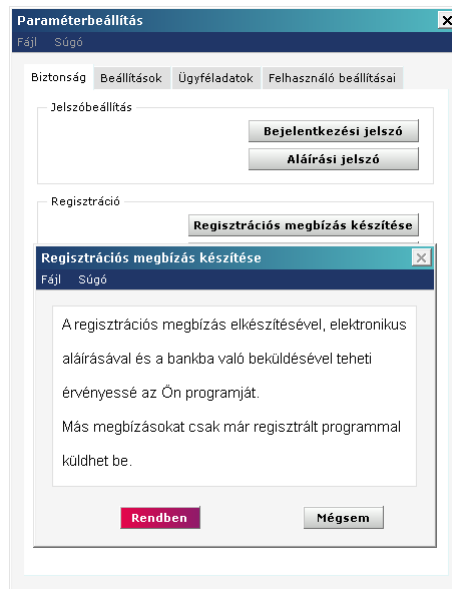 Paraméterbeállítás
Fájl Súgó
Biztonság Beállítások Ügyféladatok Felhasználó beállításai
Jelszóbeállítás
Bejelentkezési jelszó
Aláírási jelszó
Regisztráció
Regisztrációs megbízás készítése
Regisztrációs megbízás készítése
Fájl Súgó
A regisztrációs megbízás elkészítésével, elektronikus
aláírásával és a bankba való beküldésével teheti
érvényessé az Ön programját.
Más megbízásokat csak már regisztrált programmal
küldhet be.
Rendben Mégsem